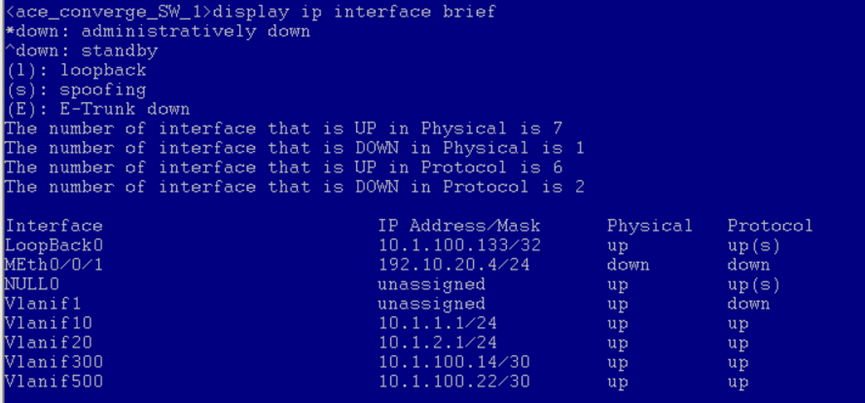 <ace_converge_SW_1>display ip interface brief
*down: administratively down
^down: standby
(l): loopback
(s): spoofing
(E): E-Trunk down
The number of interface that is UP in Physical is 7
The number of interface that is DOWN in Physical is 1
The number of interface that is UP in Protocol is 6
The number of interface that is DOWN in Protocol is 2
Interface IP Address/Mask Physical Protocol
LoopBack0 10.1.100.133/32 up up(s)
MEth0/0/1 192.10.20.4/24 down down
NULL0 unassigned up up(s)
Vlanif1 unassigned up down
Vlanif10 10.1.1.1/24 up up
Vlanif20 10.1.2.1/24 up up
Vlanif300 10.1.100.14/30 up up
Vlanif500 10.1.100.22/30 up up